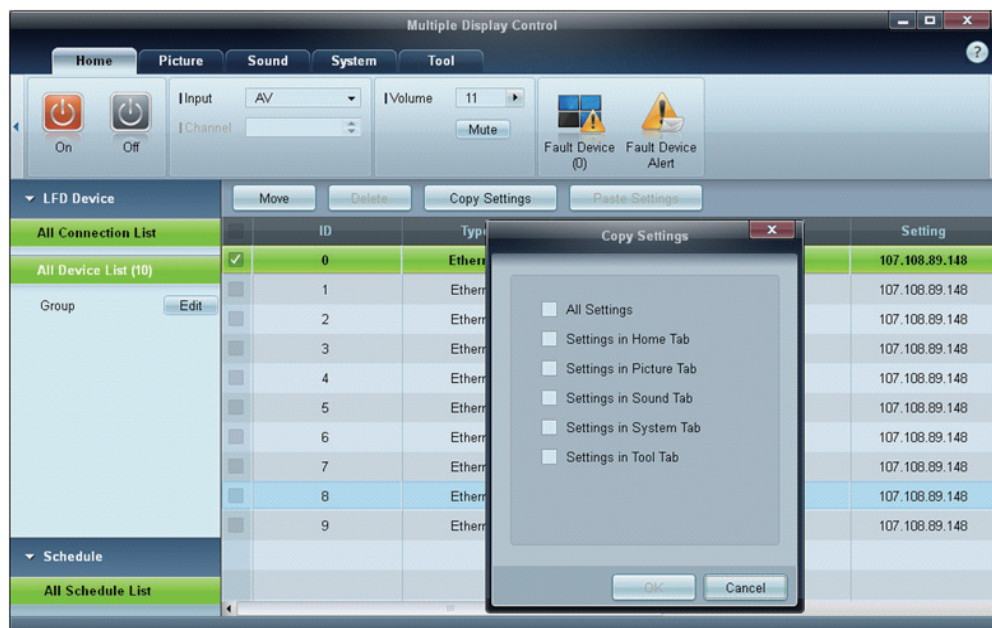 Multiple Display Control
Home Picture Sound System Tool
Input AV Volume 11
Channel Mute
On Off Fault Device (0) Fault Device Alert
LFD Device Move Delete Copy Settings Paste Settings
All Connection List ID Setting
Copy Settings
All Device List (10) 0 107.108.89.148
Group Edit 1 107.108.89.148
All Settings
2 107.108.89.148
Settings in Home Tab
3 107.108.89.148
Settings in Picture Tab
4 107.108.89.148
Settings in Sound Tab
5 107.108.89.148
Settings in System Tab
6 107.108.89.148
Settings in Tool Tab
7 107.108.89.148
8 107.108.89.148
9 107.108.89.148
Schedule
All Schedule List OK Cancel